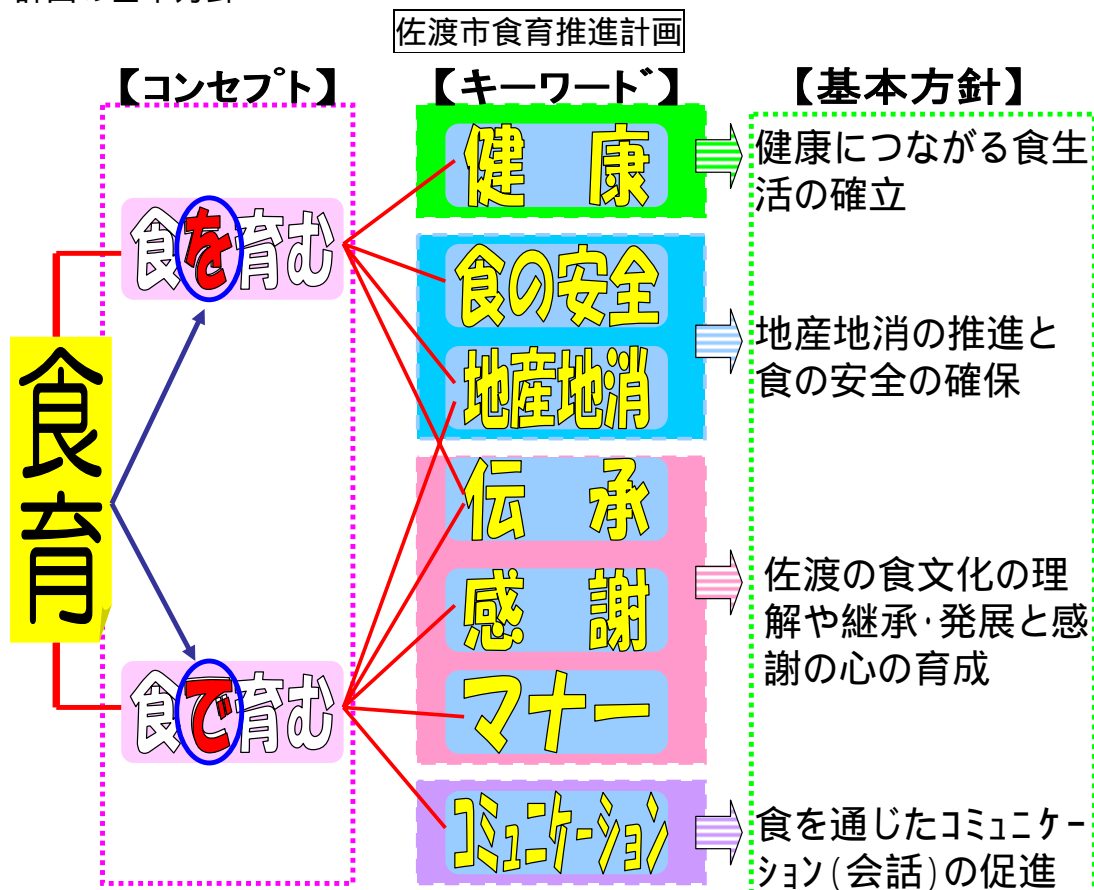 佐渡市食育推進計画
【コンセプト】
【キーワード】
【基本方針】
食育
食を育む
食で育む
健　康
食の安全
地産地消
伝　承
感　謝
マナー
コミュニケーション
健康につながる食生
活の確立
地産地消の推進と
食の安全の確保
佐渡の食文化の理
解や継承・発展と感
謝の心の育成
食を通じたコミュニケー
ション(会話)の促進